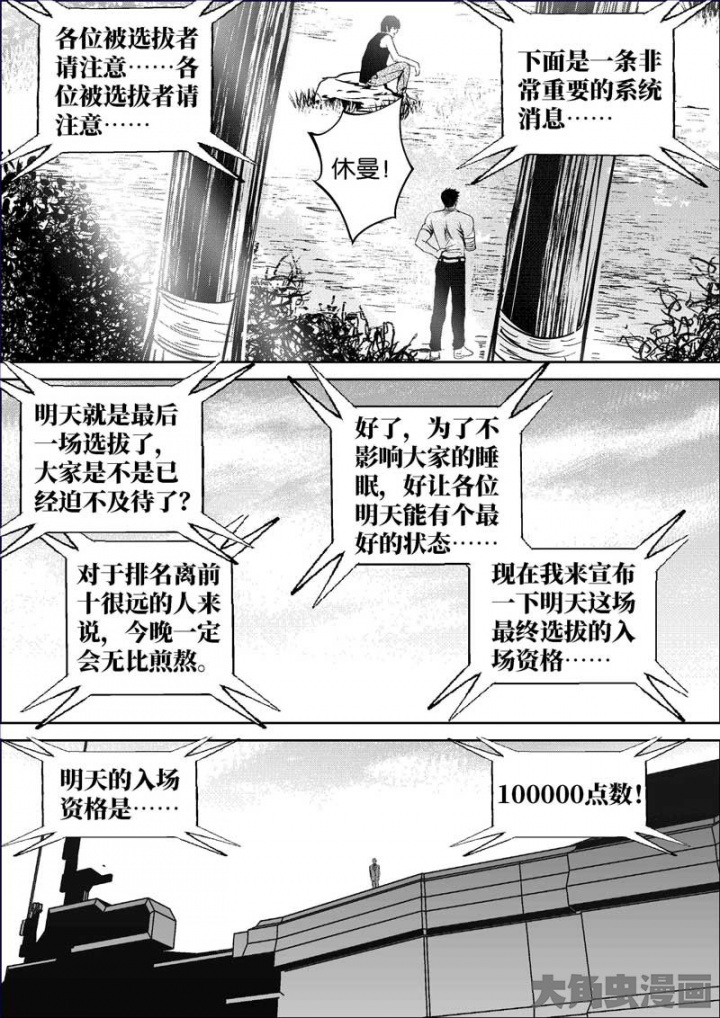 各位被选拔者
请注意……各
位被选拔者请
注意……
下面是一条非
常重要的系统
消息……
休曼！
明天就是最后
一场选拔了，
大家是不是已
经迫不及待了？
好了，为了不
影响大家的睡
眠，好让各位
明天能有个最
好的状态……
对于排名离前
十很远的人来
说，今晚一定
会无比煎熬。
现在我来宣布
一下明天这场
最终选拔的入
场资格……
明天的入场
资格是……
100000点数！
大角虫漫画